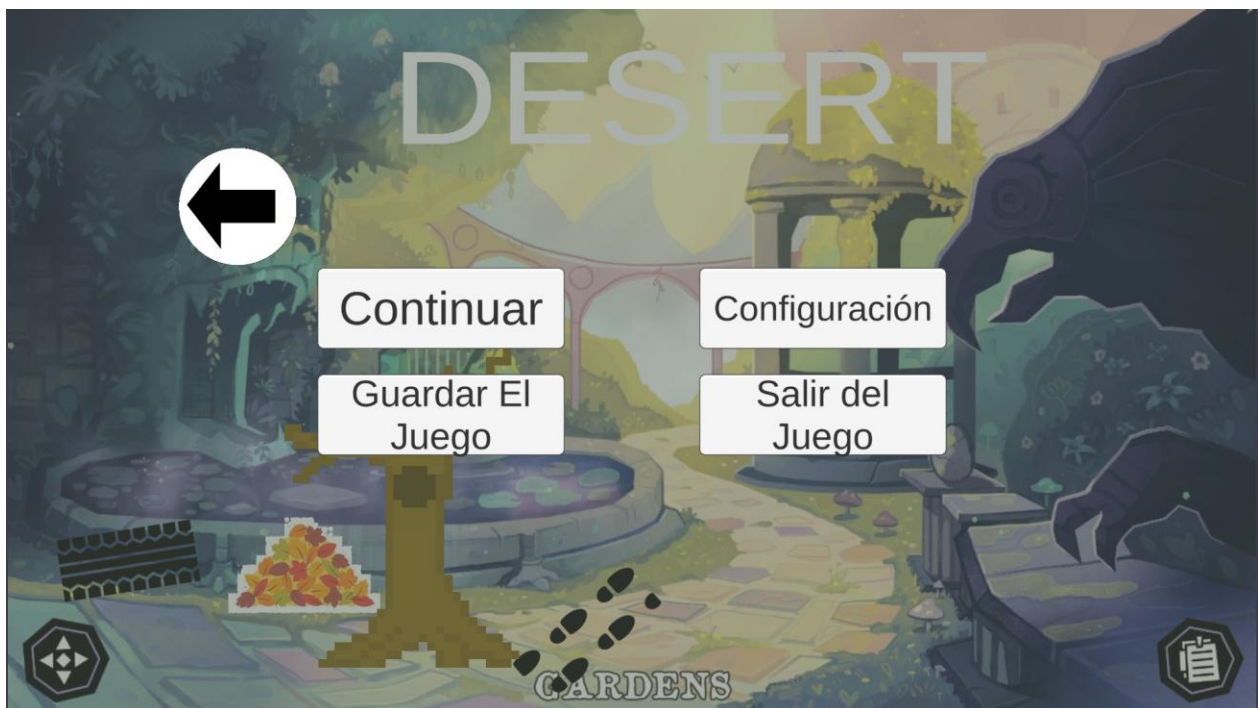 DESERT
Continuar
Configuración
Guardar El
Juego
Salir del
Juego
GARDENS